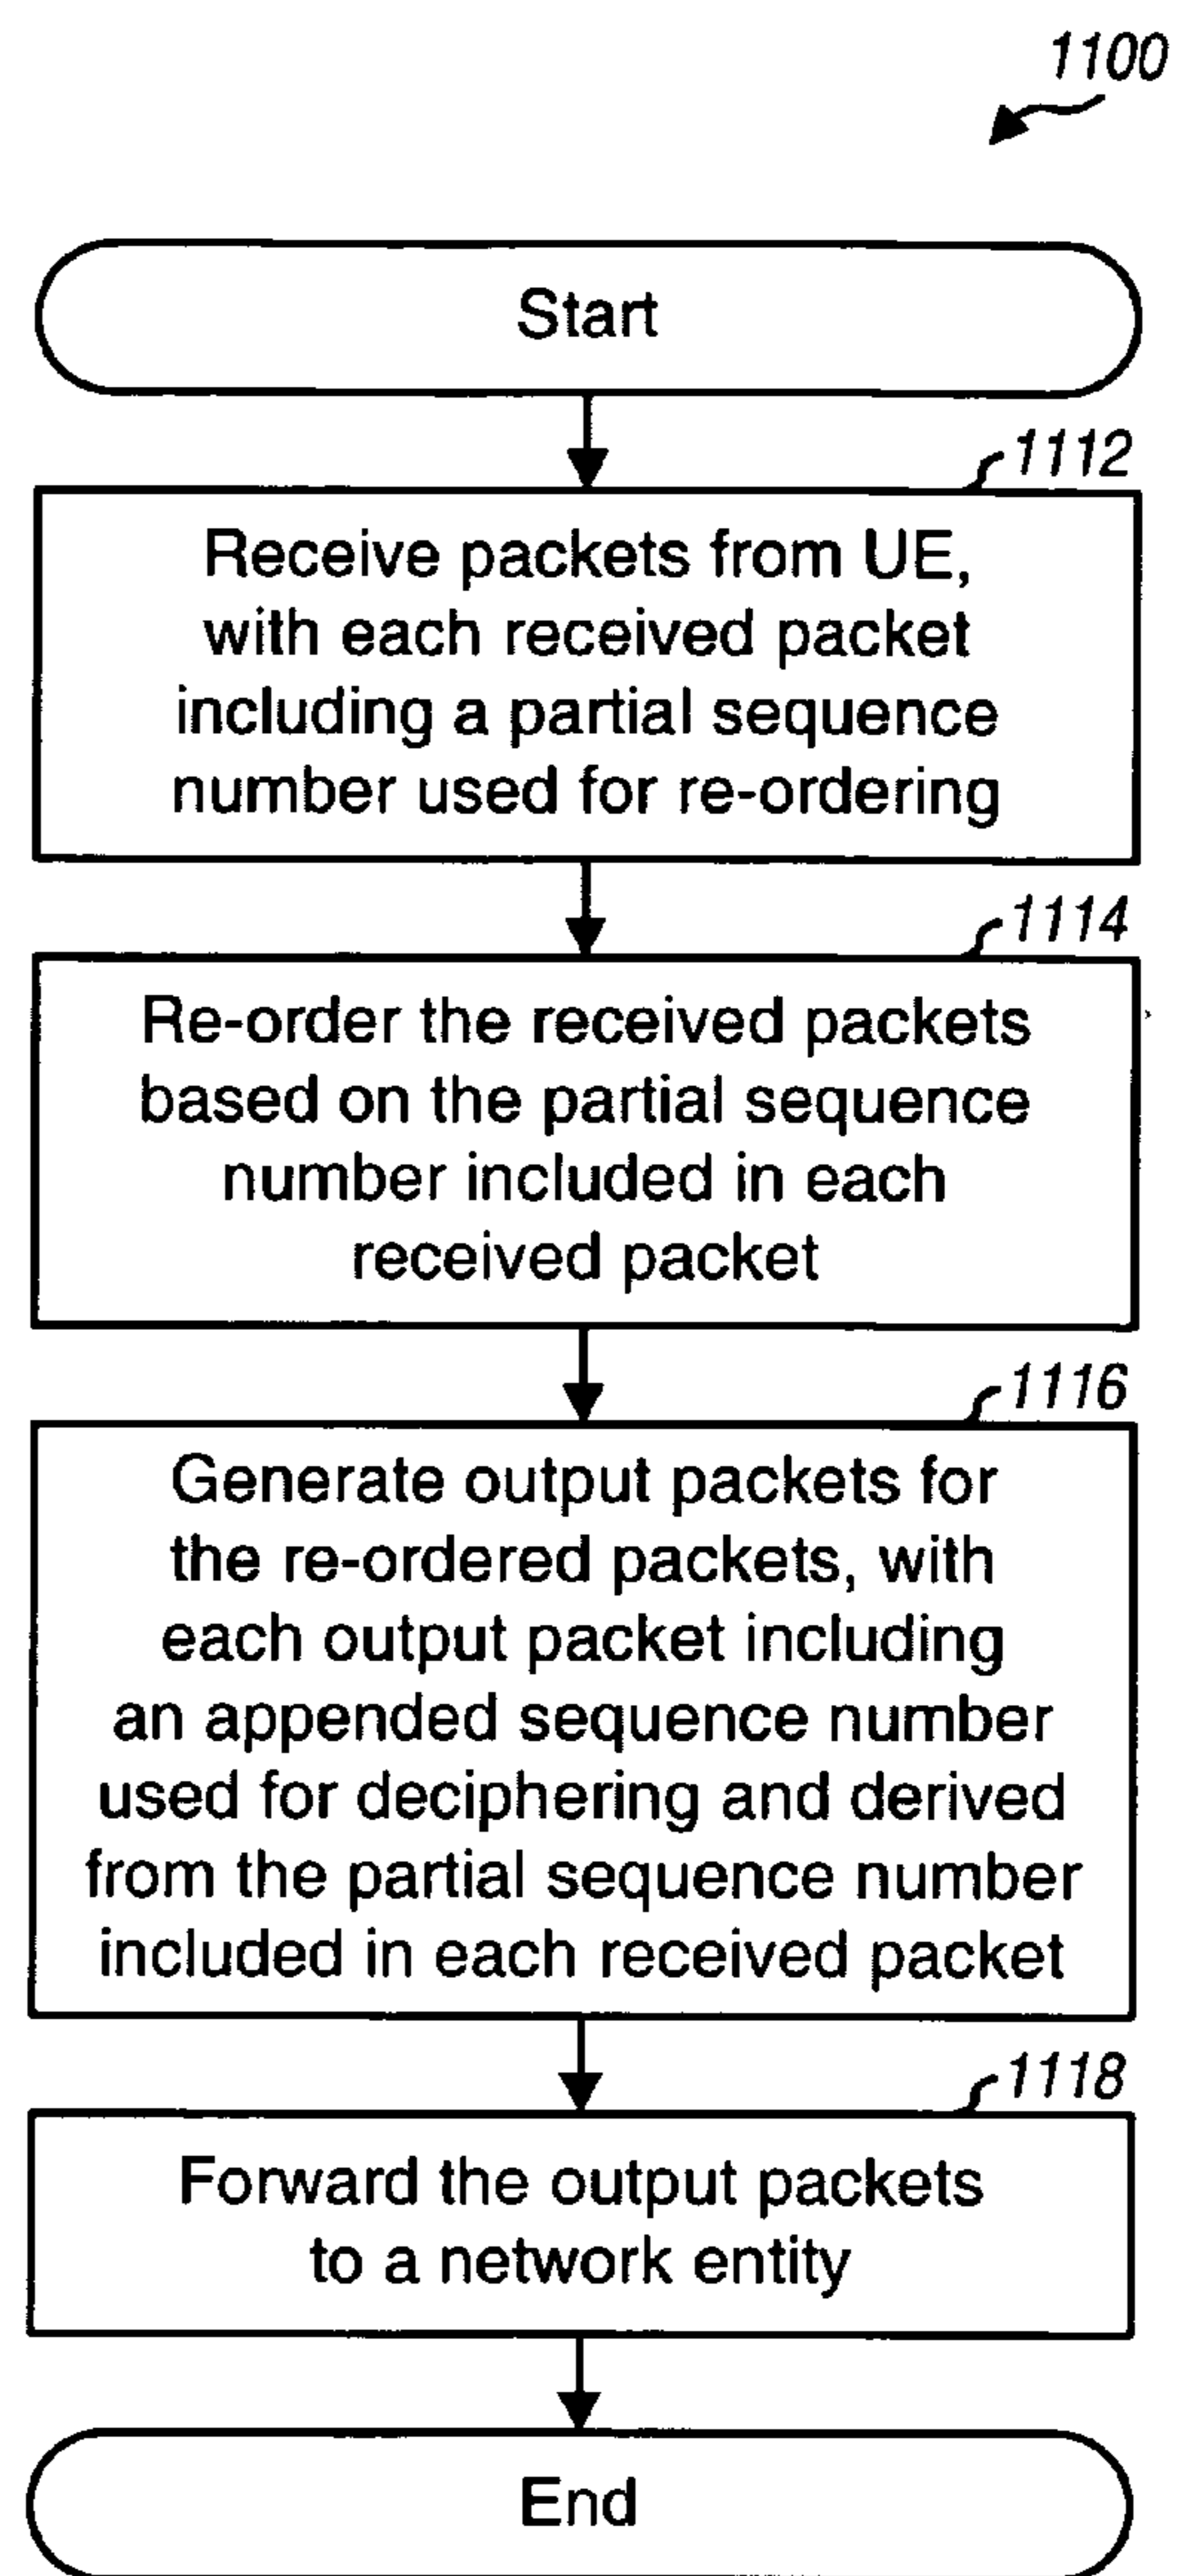 1100
Start
1112
Receive packets from UE,
with each received packet
including a partial sequence
number used for re-ordering
1114
Re-order the received packets
based on the partial sequence
number included in each
received packet
1116
Generate output packets for
the re-ordered packets, with
each output packet including
an appended sequence number
used for deciphering and derived
from the partial sequence number
included in each received packet
1118
Forward the output packets
to a network entity
End